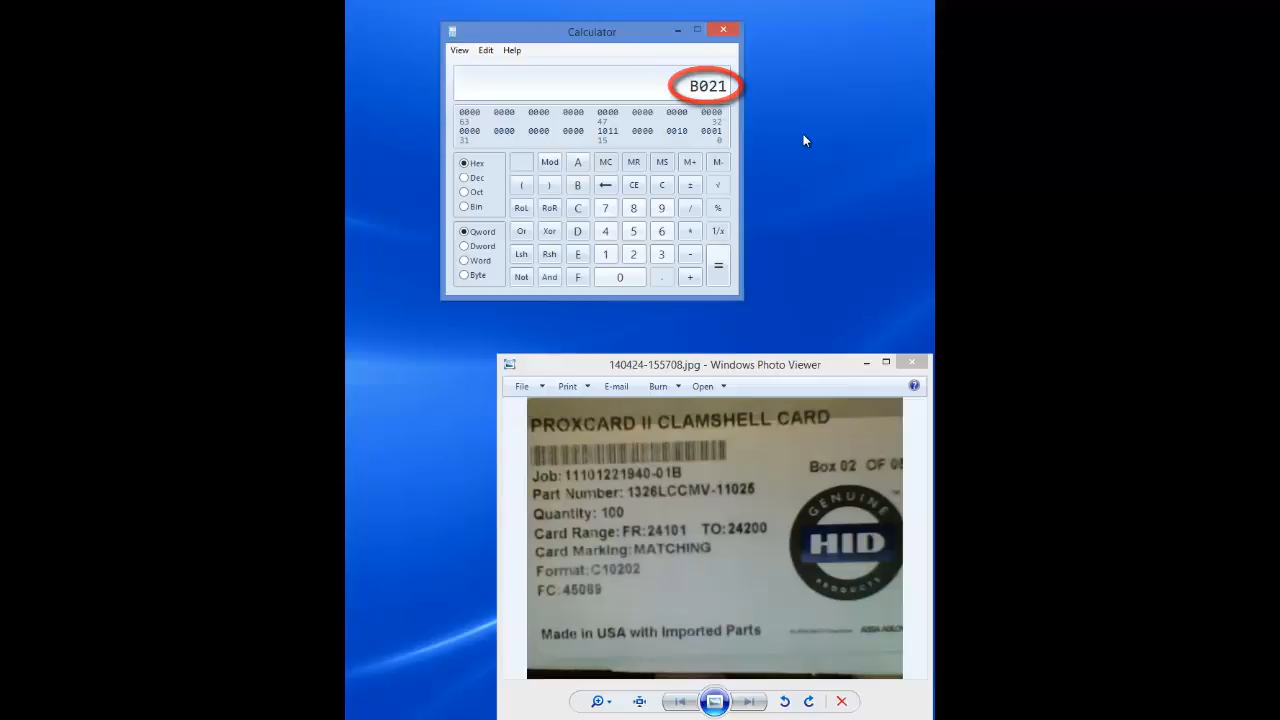 Calculator
View Edit Help
B021
0000 0000 0000 0000 0000 0000 0000 0000
63 47 32
0000 0000 0000 0000 1011 0000 0010 0001
31 15 0
Hex Mod A MC MR MS M+ M-
Dec ( ) B ← CE C ± √
Oct
Bin RoL RoR C 7 8 9 / %
Qword Or Xor D 4 5 6 * 1/x
Dword
Word Lsh Rsh E 1 2 3 - =
Byte Not And F 0 . +
140424-155708.jpg - Windows Photo Viewer
File Print E-mail Burn Open
PROXCARD II CLAMSHELL CARD
Job: 11101221940-01B
Box 02 OF
Part Number: 1326LCCMV-11025
Quantity: 100
Card Range: FR:24101 TO:24200
Card Marking: MATCHING
Format: C10202
FC: 45089
GENUINE
HID
PRODUCTS
Made in USA with Imported Parts